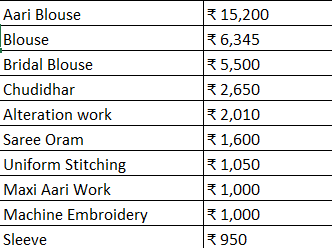 Aari Blouse ₹ 15,200
Blouse ₹ 6,345
Bridal Blouse ₹ 5,500
Chudidhar ₹ 2,650
Alteration work ₹ 2,010
Saree Oram ₹ 1,600
Uniform Stitching ₹ 1,050
Maxi Aari Work ₹ 1,000
Machine Embroidery ₹ 1,000
Sleeve ₹ 950